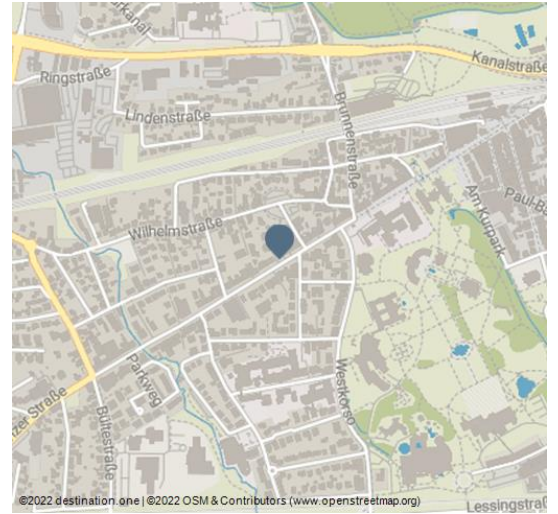 Kanalstraße
Ringstraße
Lindenstraße
Brunnenstraße
Am Kurpark
Wilhelmstraße
Parkweg
Westkorso
Bültestraße
©2022 destination.one | ©2022 OSM & Contributors (www.openstreetmap.org)